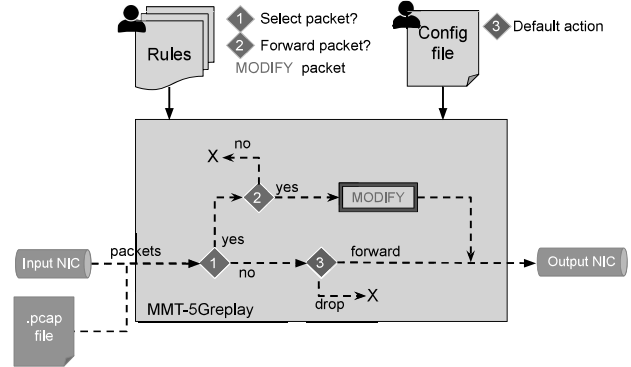 Rules
1 Select packet?
2 Forward packet?
MODIFY packet
Config
file
3 Default action
no
X
2
yes
MODIFY
yes
packets
Input NIC
1
no
3
forward
Output NIC
drop
X
MMT-5Greplay
.pcap
file